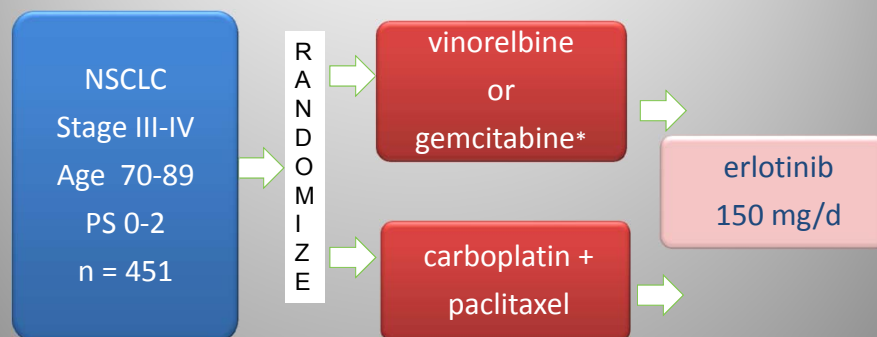 NSCLC
Stage III-IV
Age 70-89
PS 0-2
n = 451
R
A
N
D
O
M
I
Z
E
vinorelbine
or
gemcitabine*
carboplatin +
paclitaxel
erlotinib
150 mg/d